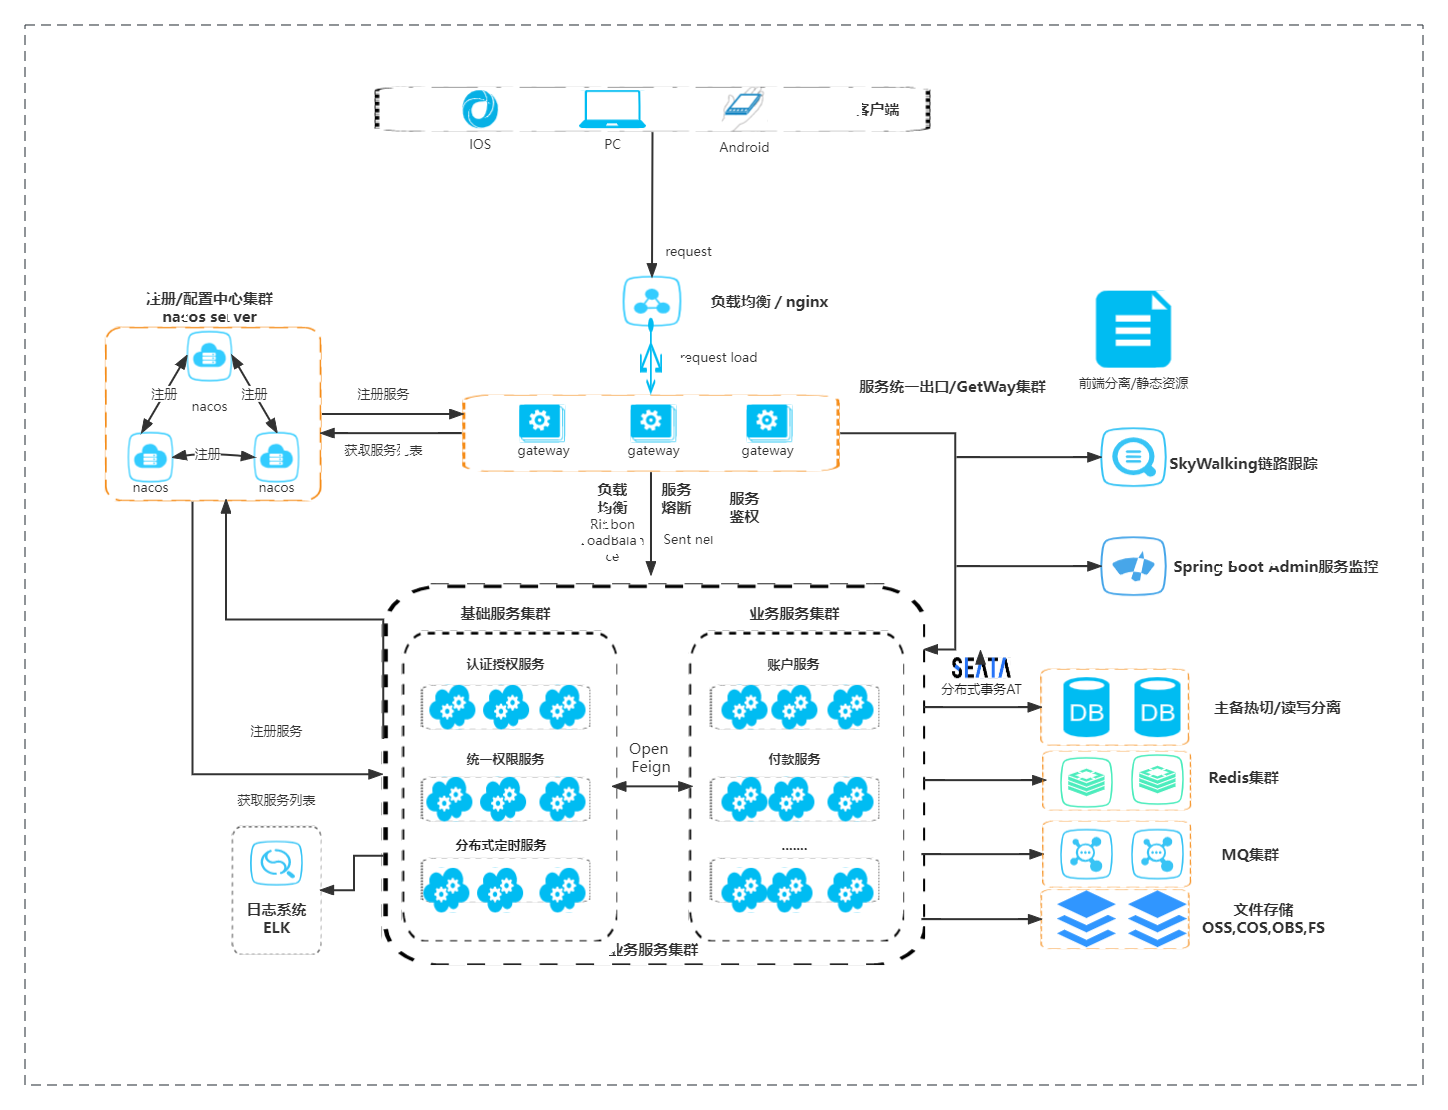 客户端
IOS
PC
Android
request
负载均衡 / nginx
request load
注册/配置中心集群
nacos server
注册
注册
nacos
注册
nacos
nacos
注册服务
获取服务列表
服务统一出口/GetWay集群
gateway
gateway
gateway
前端分离/静态资源
SkyWalking链路跟踪
Spring boot Admin服务监控
负载
均衡
Ribbon
LoadBalan
ce
服务
熔断
Sentinel
服务
鉴权
基础服务集群
业务服务集群
认证授权服务
账户服务
统一权限服务
付款服务
分布式定时服务
.......
Open
Feign
业务服务集群
注册服务
获取服务列表
日志系统
ELK
SEATA
分布式事务AT
DB
DB
主备热切/读写分离
Redis集群
MQ集群
文件存储
OSS,COS,OBS,FS